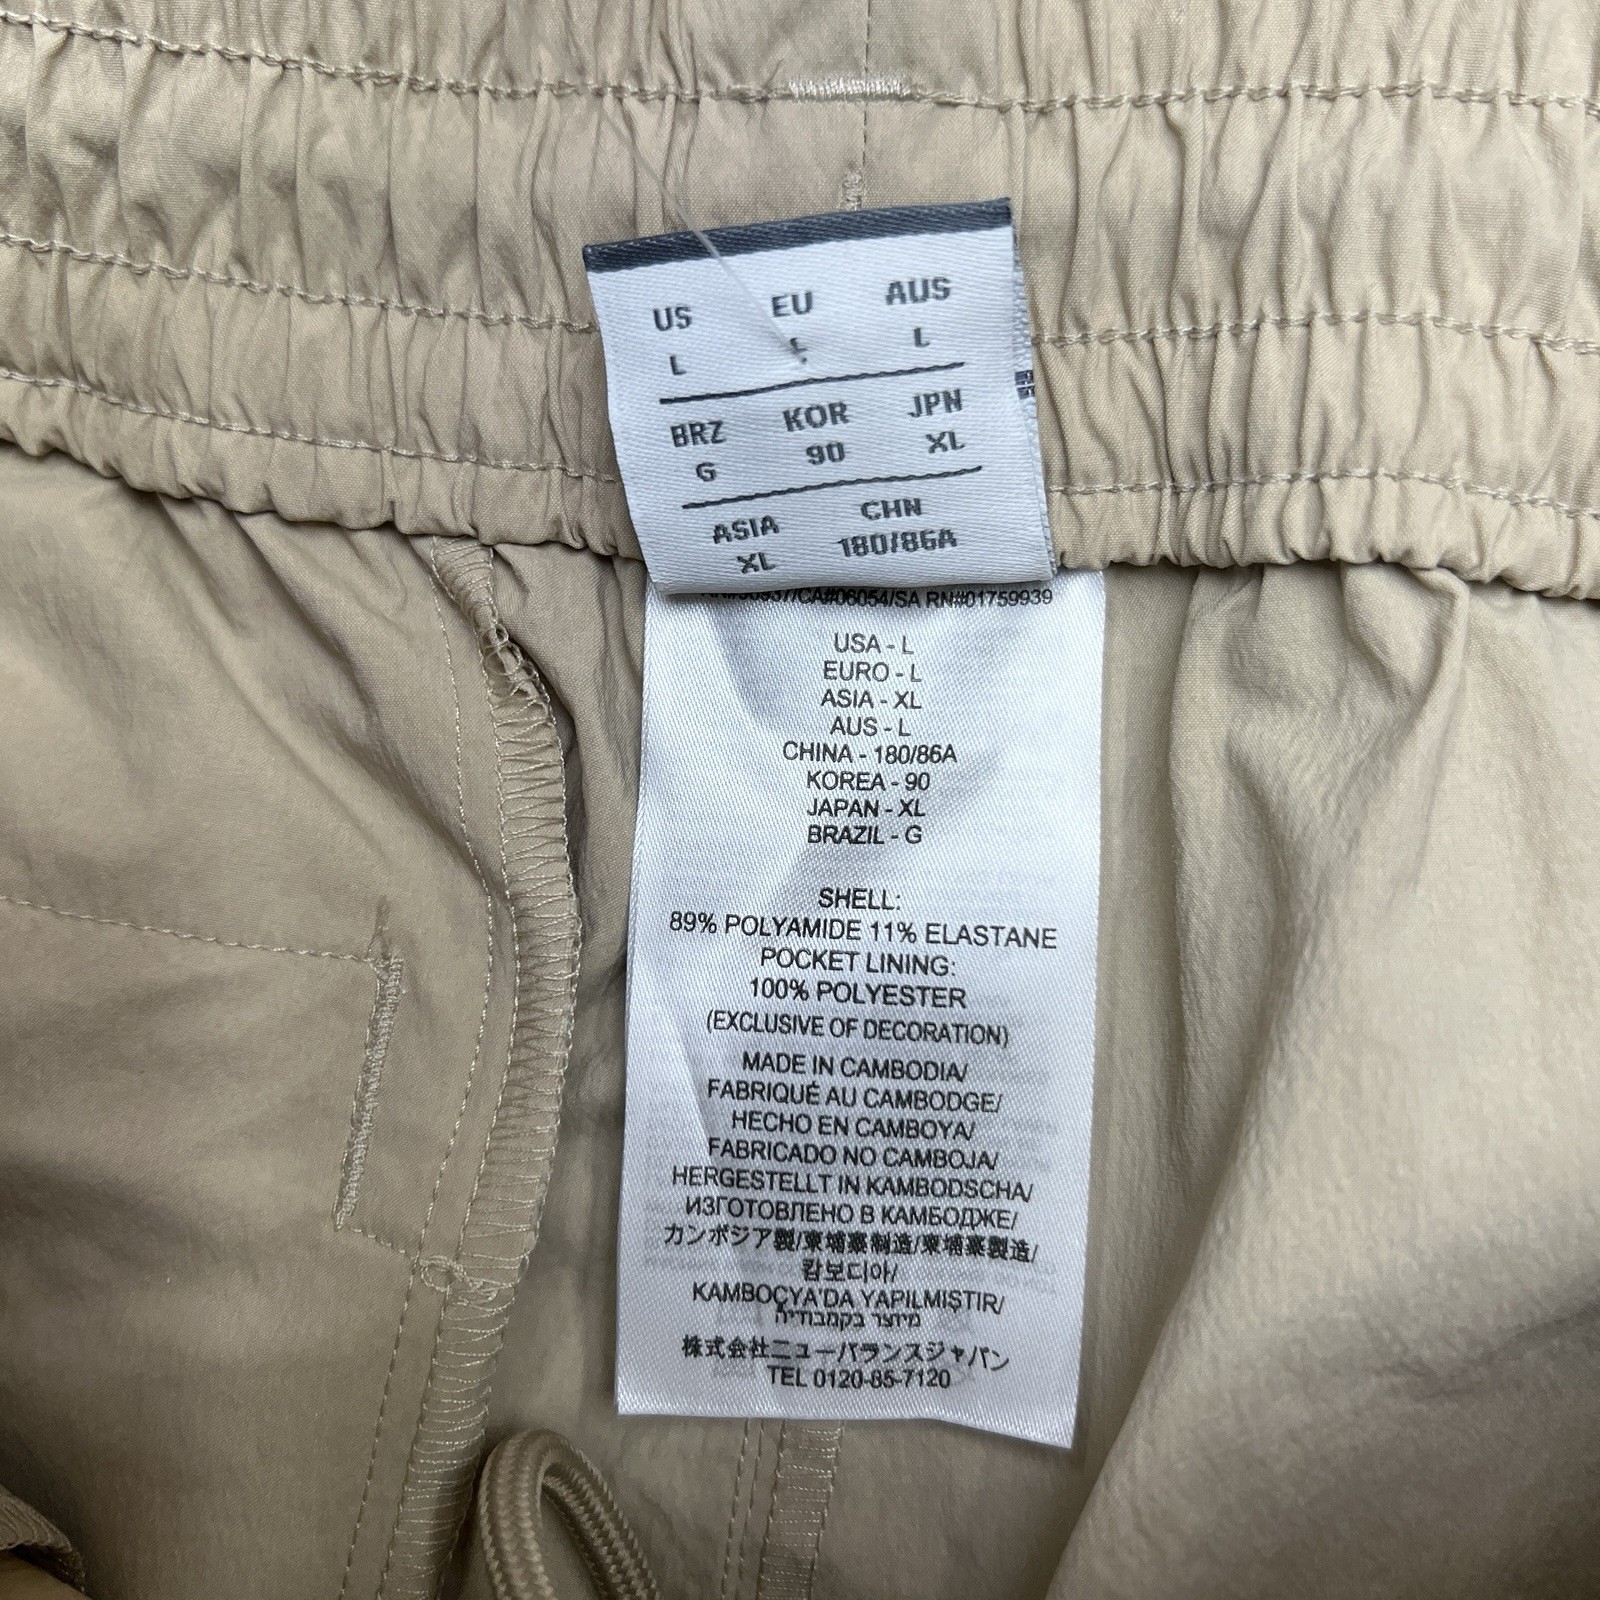 US EU AUS
L L L
BRZ KOR JPN
G 90 XL
ASIA CHN
XL 180/86A
CA#06054/SA RN#01759939
USA - L
EURO - L
ASIA - XL
AUS - L
CHINA - 180/86A
KOREA - 90
JAPAN - XL
BRAZIL - G
SHELL:
89% POLYAMIDE 11% ELASTANE
POCKET LINING:
100% POLYESTER
(EXCLUSIVE OF DECORATION)
MADE IN CAMBODIA/
FABRIQUÉ AU CAMBODGE/
HECHO EN CAMBOYA/
FABRICADO NO CAMBOJA/
HERGESTELLT IN KAMBODSCHA/
ИЗГОТОВЛЕНО В КАМБОДЖЕ/
カンボジア製/柬埔寨制造/柬埔寨製造/
캄보디아/
KAMBOÇYA'DA YAPILMIŞTIR/
מיוצר בקמבודיה
株式会社ニューバランスジャパン
TEL 0120-85-7120